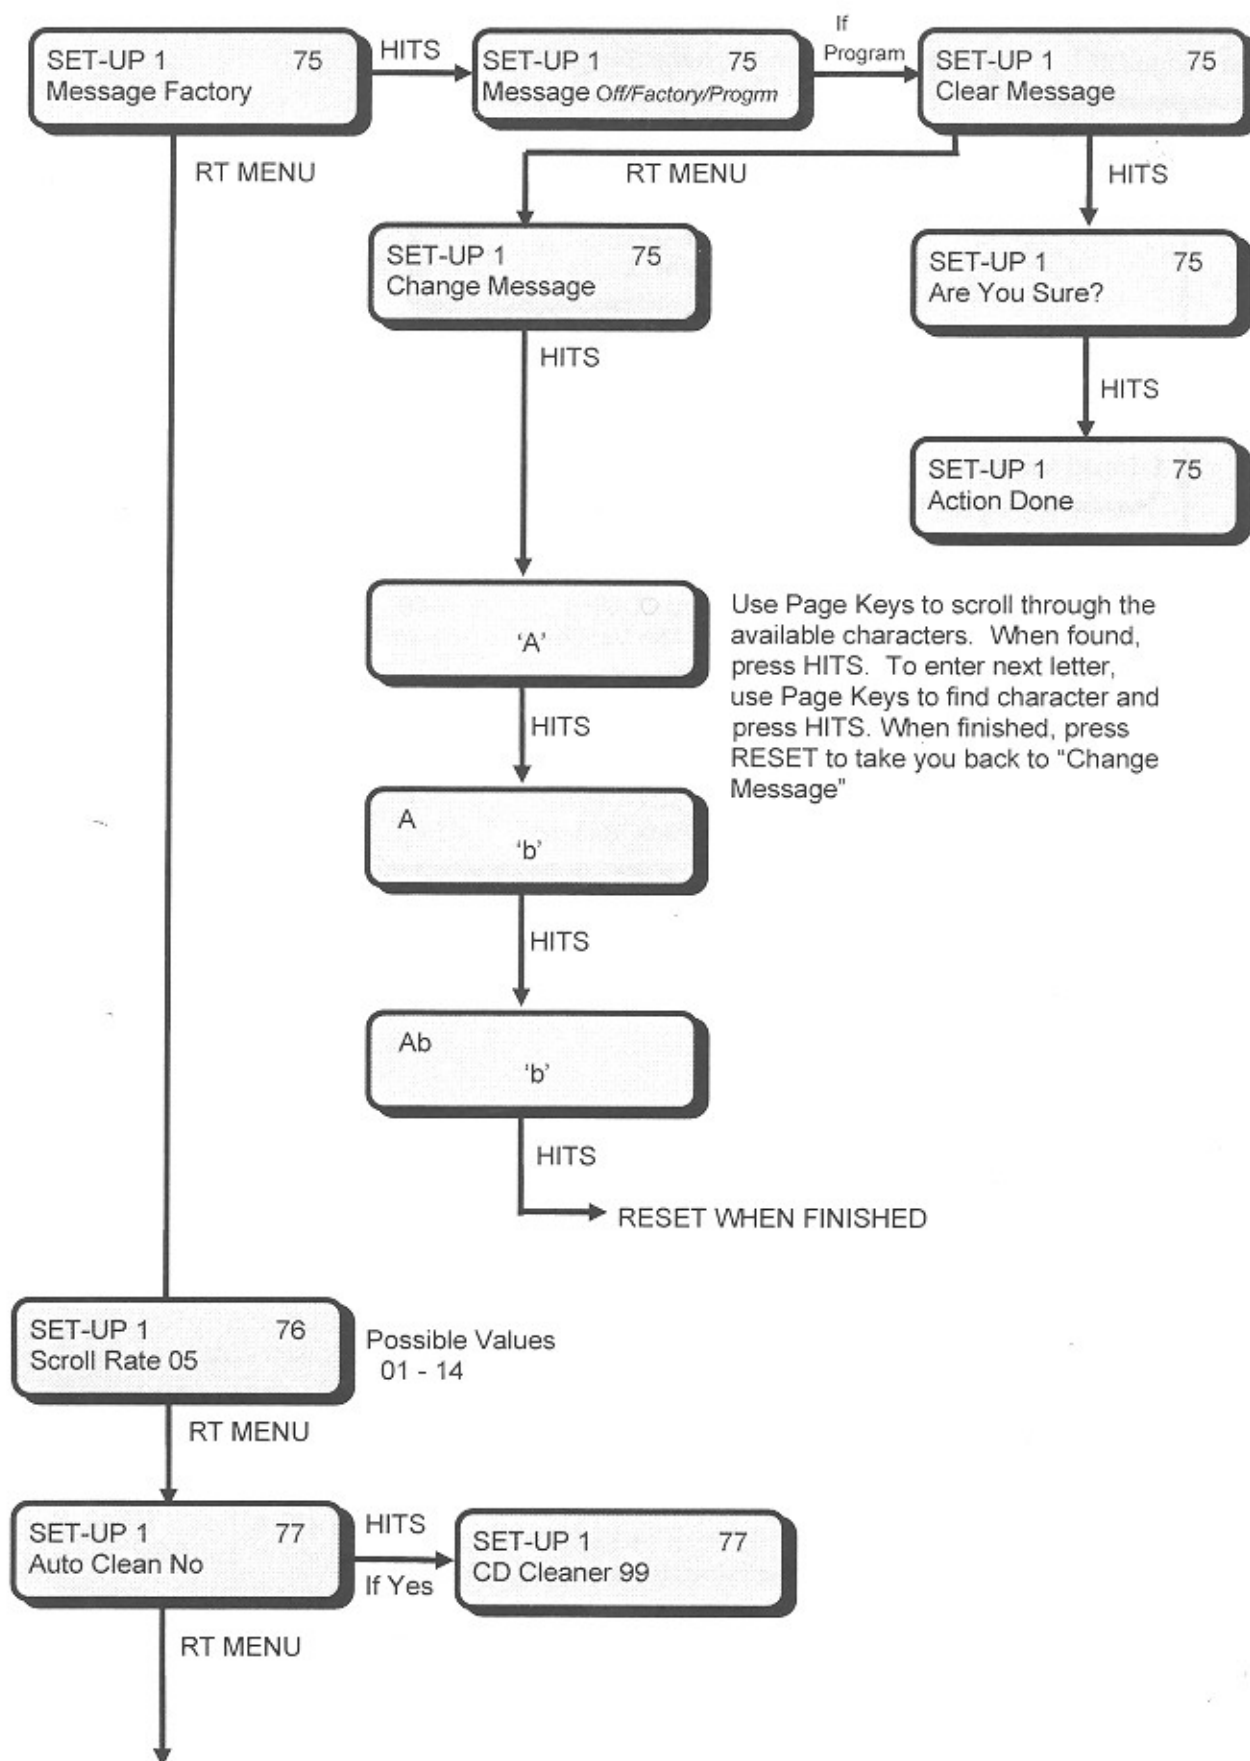 SET-UP 1 75
Message Factory
HITS
SET-UP 1 75
Message Off/Factory/Progrm
If
Program
SET-UP 1 75
Clear Message
RT MENU
RT MENU
HITS
SET-UP 1 75
Change Message
SET-UP 1 75
Are You Sure?
HITS
HITS
SET-UP 1 75
Action Done
'A'
Use Page Keys to scroll through the
available characters. When found,
press HITS. To enter next letter,
use Page Keys to find character and
press HITS. When finished, press
RESET to take you back to "Change
Message"
HITS
A
'b'
HITS
Ab
'b'
HITS
RESET WHEN FINISHED
SET-UP 1 76
Scroll Rate 05
Possible Values
01 - 14
RT MENU
SET-UP 1 77
Auto Clean No
HITS
If Yes
SET-UP 1 77
CD Cleaner 99
RT MENU